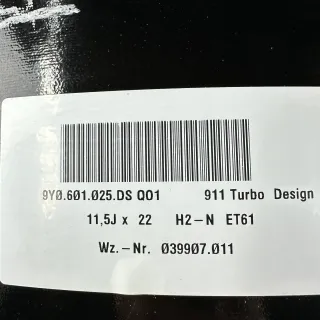 9Y0.601.025.DS Q01 911 Turbo Design
11,5J x 22 H2-N ET61
Wz.-Nr. 039907.011